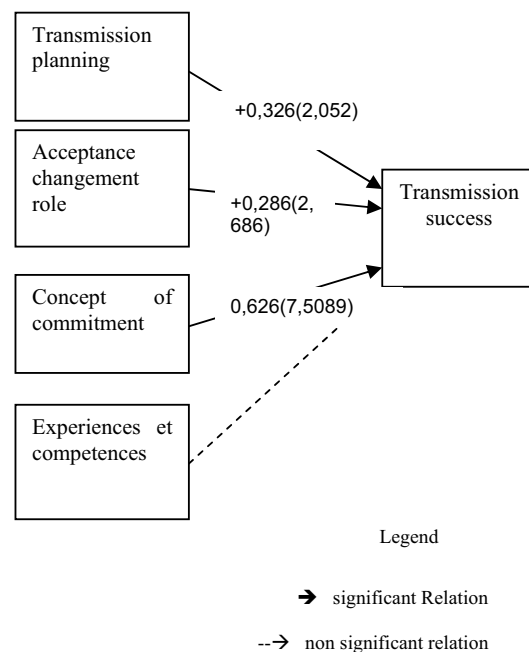 Transmission
planning
+0,326(2,052)
Acceptance
changement
role
+0,286(2,
686)
Transmission
success
Concept of
commitment
0,626(7,5089)
Experiences et
competences
Legend
➔ significant Relation
--→ non significant relation